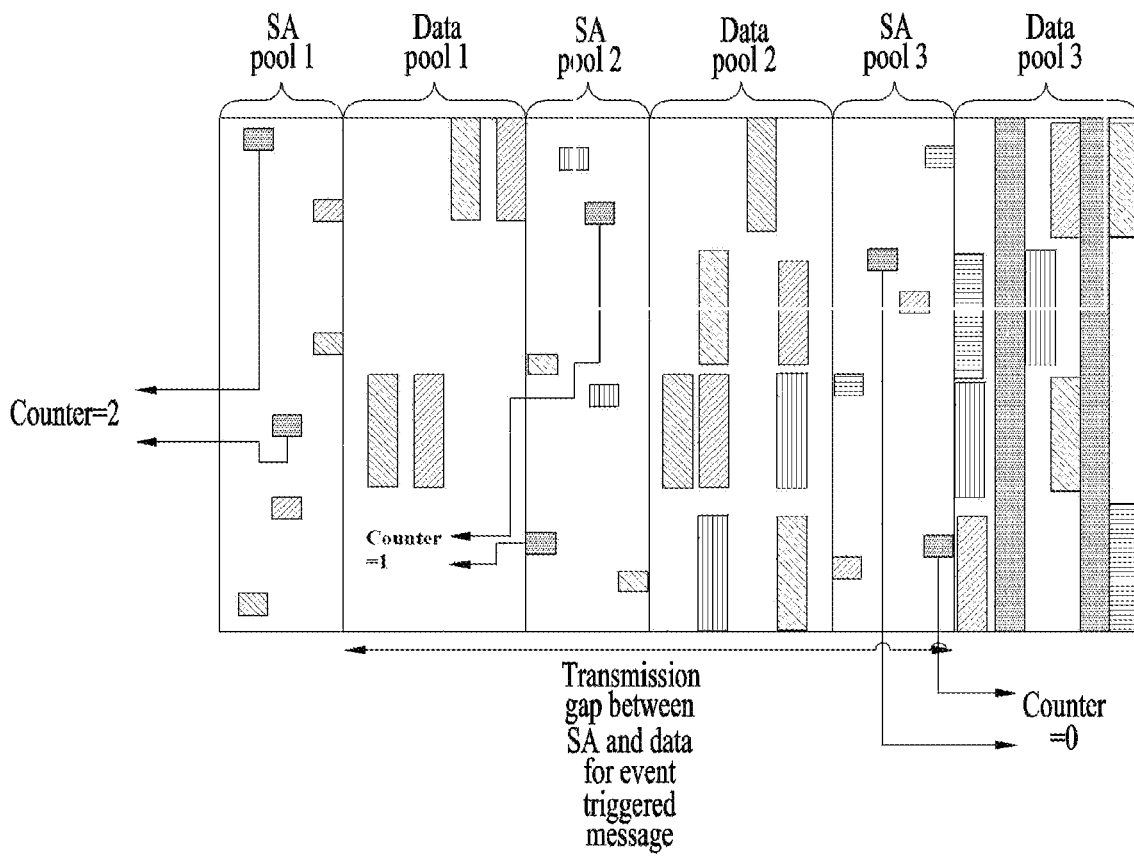 SA
pool 1
Data
pool 1
SA
pool 2
Data
pool 2
SA
pool 3
Data
pool 3
Counter=2
Counter
=1
Transmission
gap between
SA and data
for event
triggered
message
Counter
=0